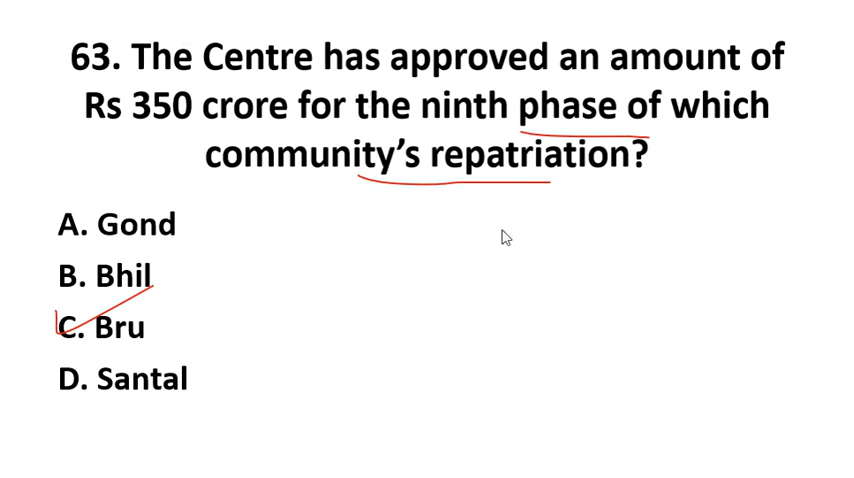 63. The Centre has approved an amount of
Rs 350 crore for the ninth phase of which
community’s repatriation?
A. Gond
B. Bhil
C. Bru
D. Santal